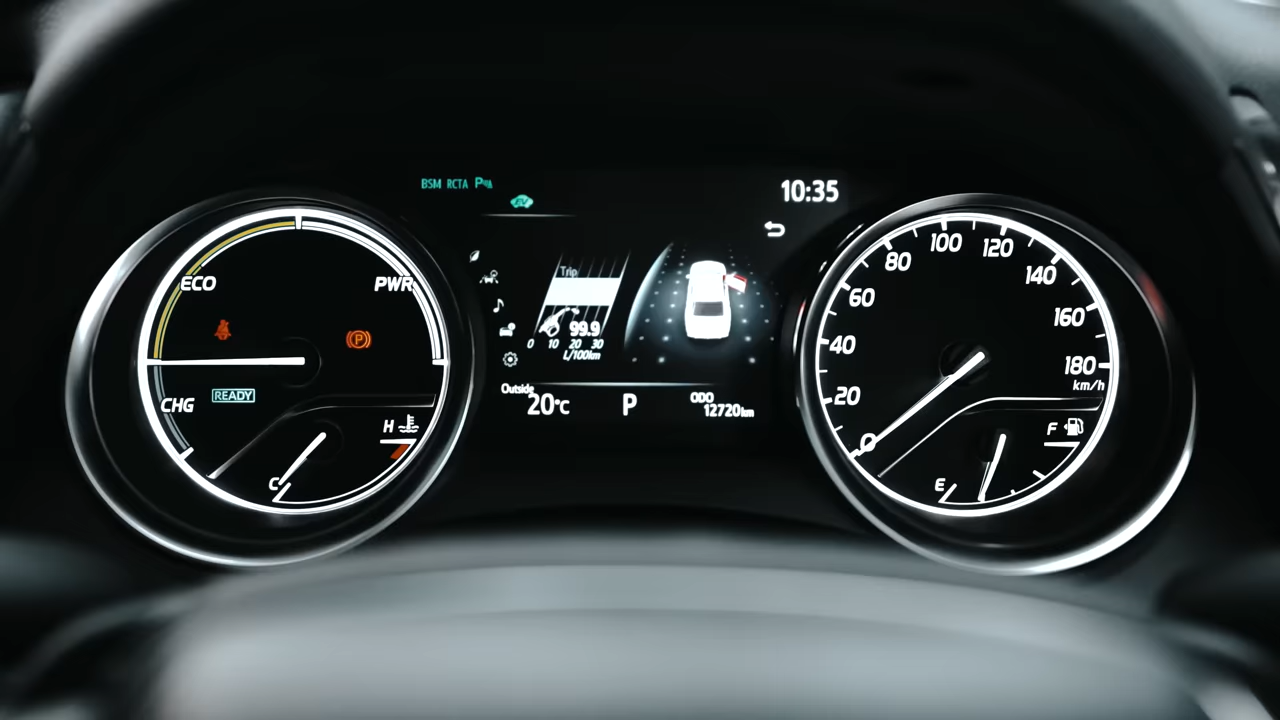 BSM RCTA P
EV
10:35
ECO
PWR
P
READY
CHG
H
C
Trip
99.9
0 10 20 30
L/100km
Outside
20°C
P
ODO
12720km
0
20
40
60
80
100
120
140
160
180
km/h
F
E